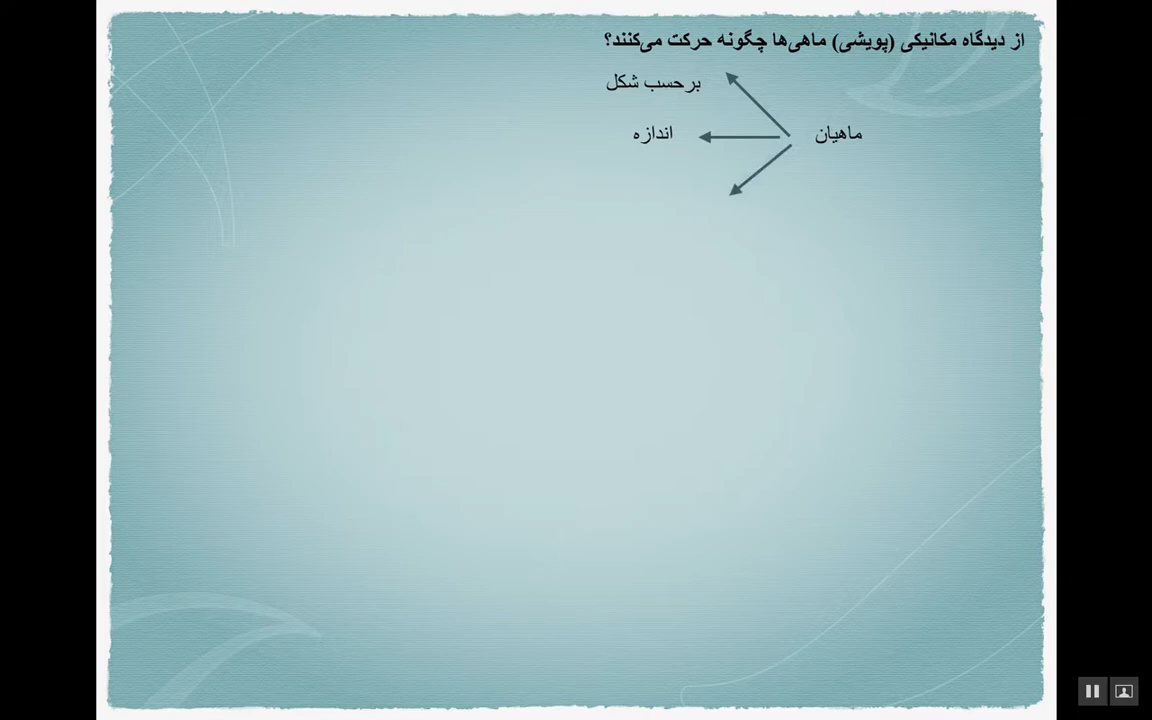 از دیدگاه مکانیکی (پویشی) ماهی‌ها چگونه حرکت می‌کنند؟
برحسب شکل
ماهیان
اندازه